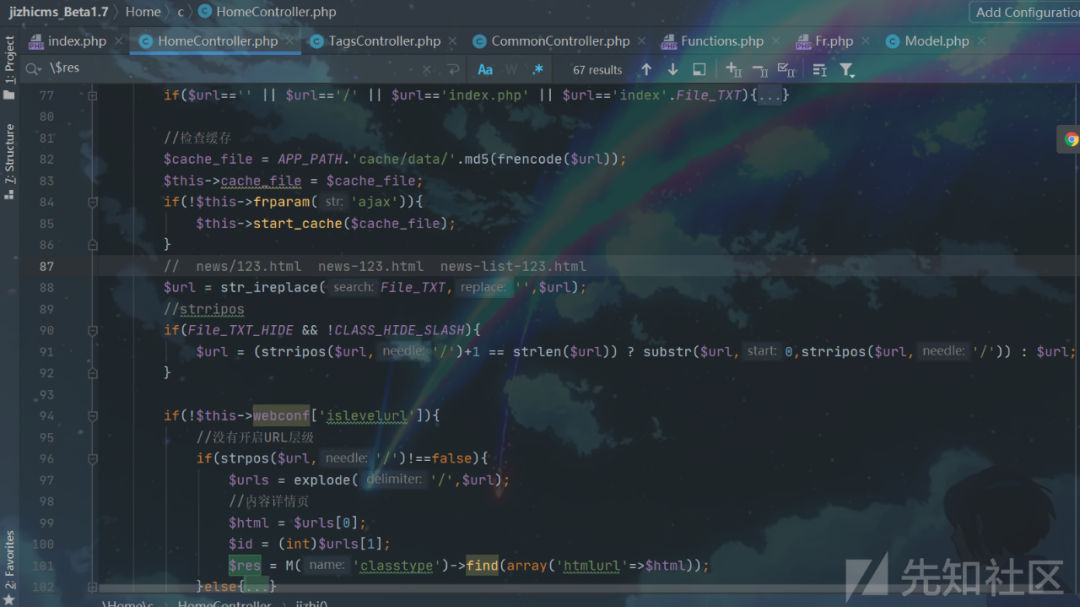 jizhicms_Beta1.7 〉 Home 〉 c 〉 HomeController.php Add Configuration
index.php × HomeController.php × TagsController.php × CommonController.php × Functions.php × Fr.php × Model.php ×
\$res × Aa W .* 67 results
1: Project
7: Structure
2: Favorites
77 if($url=='' || $url=='/' || $url=='index.php' || $url=='index'.File_TXT){...}
80
81 //检查缓存
82 $cache_file = APP_PATH.'cache/data/'.md5(frencode($url));
83 $this->cache_file = $cache_file;
84 if(!$this->frparam( str: 'ajax')){
85 $this->start_cache($cache_file);
86 }
87 // news/123.html news-123.html news-list-123.html
88 $url = str_ireplace( search: File_TXT, replace: '',$url);
89 //strripos
90 if(File_TXT_HIDE && !CLASS_HIDE_SLASH){
91 $url = (strripos($url, needle: '/')+1 == strlen($url)) ? substr($url, start: 0,strripos($url, needle: '/')) : $url;
92 }
93
94 if(!$this->webconf['islevelurl']){
95 //没有开启URL层级
96 if(strpos($url, needle: '/')!==false){
97 $urls = explode( delimiter: '/',$url);
98 //内容详情页
99 $html = $urls[0];
100 $id = (int)$urls[1];
101 $res = M( name: 'classtype')->find(array('htmlurl'=>$html));
102 }else{...}
\Home\c 〉 HomeController 〉 jizhi()
先知社区